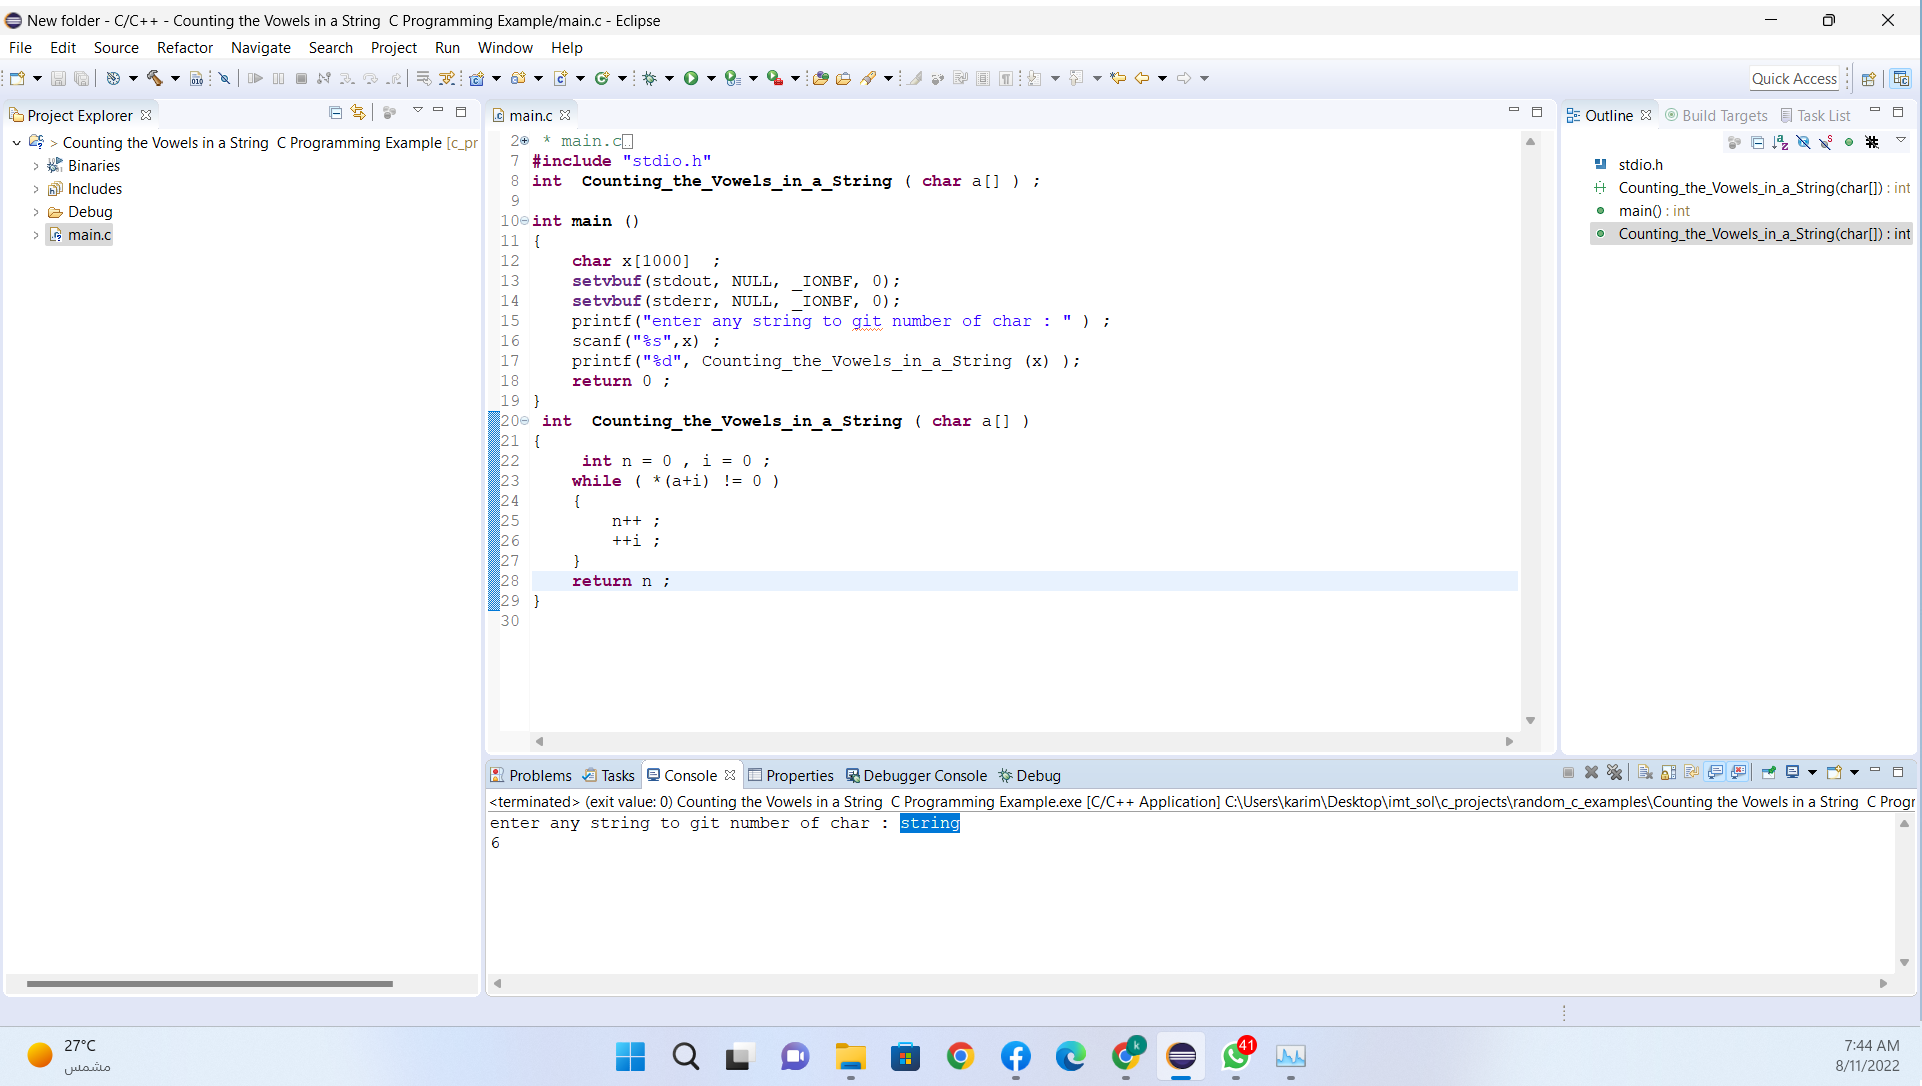 New folder - C/C++ - Counting the Vowels in a String  C Programming Example/main.c - Eclipse
File Edit Source Refactor Navigate Search Project Run Window Help
Quick Access
Project Explorer
> Counting the Vowels in a String  C Programming Example [c_pr
Binaries
Includes
Debug
main.c
main.c
2 * main.c
7 #include "stdio.h"
8 int  Counting_the_Vowels_in_a_String ( char a[] ) ;
9
10 int main ()
11 {
12     char x[1000]  ;
13     setvbuf(stdout, NULL, _IONBF, 0);
14     setvbuf(stderr, NULL, _IONBF, 0);
15     printf("enter any string to git number of char : " ) ;
16     scanf("%s",x) ;
17     printf("%d", Counting_the_Vowels_in_a_String (x) );
18     return 0 ;
19 }
20  int  Counting_the_Vowels_in_a_String ( char a[] )
21 {
22      int n = 0 , i = 0 ;
23     while ( *(a+i) != 0 )
24     {
25         n++ ;
26         ++i ;
27     }
28     return n ;
29 }
30
Outline Build Targets Task List
stdio.h
Counting_the_Vowels_in_a_String(char[]) : int
main() : int
Counting_the_Vowels_in_a_String(char[]) : int
Problems Tasks Console Properties Debugger Console Debug
<terminated> (exit value: 0) Counting the Vowels in a String  C Programming Example.exe [C/C++ Application] C:\Users\karim\Desktop\imt_sol\c_projects\random_c_examples\Counting the Vowels in a String  C Progr
enter any string to git number of char : string
6
27°C
مشمس
k
41
7:44 AM
8/11/2022